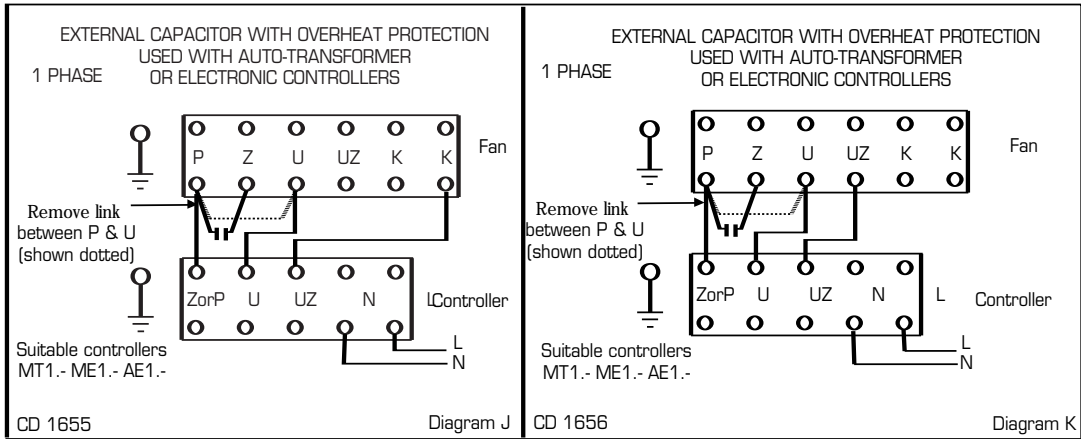 EXTERNAL CAPACITOR WITH OVERHEAT PROTECTION
USED WITH AUTO-TRANSFORMER
OR ELECTRONIC CONTROLLERS
1 PHASE
P Z U UZ K K
Fan
Remove link
between P & U
(shown dotted)
ZorP U UZ N L
Controller
L
N
Suitable controllers
MT1.- ME1.- AE1.-
CD 1655
Diagram J
EXTERNAL CAPACITOR WITH OVERHEAT PROTECTION
USED WITH AUTO-TRANSFORMER
OR ELECTRONIC CONTROLLERS
1 PHASE
P Z U UZ K K
Fan
Remove link
between P & U
(shown dotted)
ZorP U UZ N L
Controller
L
N
Suitable controllers
MT1.- ME1.- AE1.-
CD 1656
Diagram K